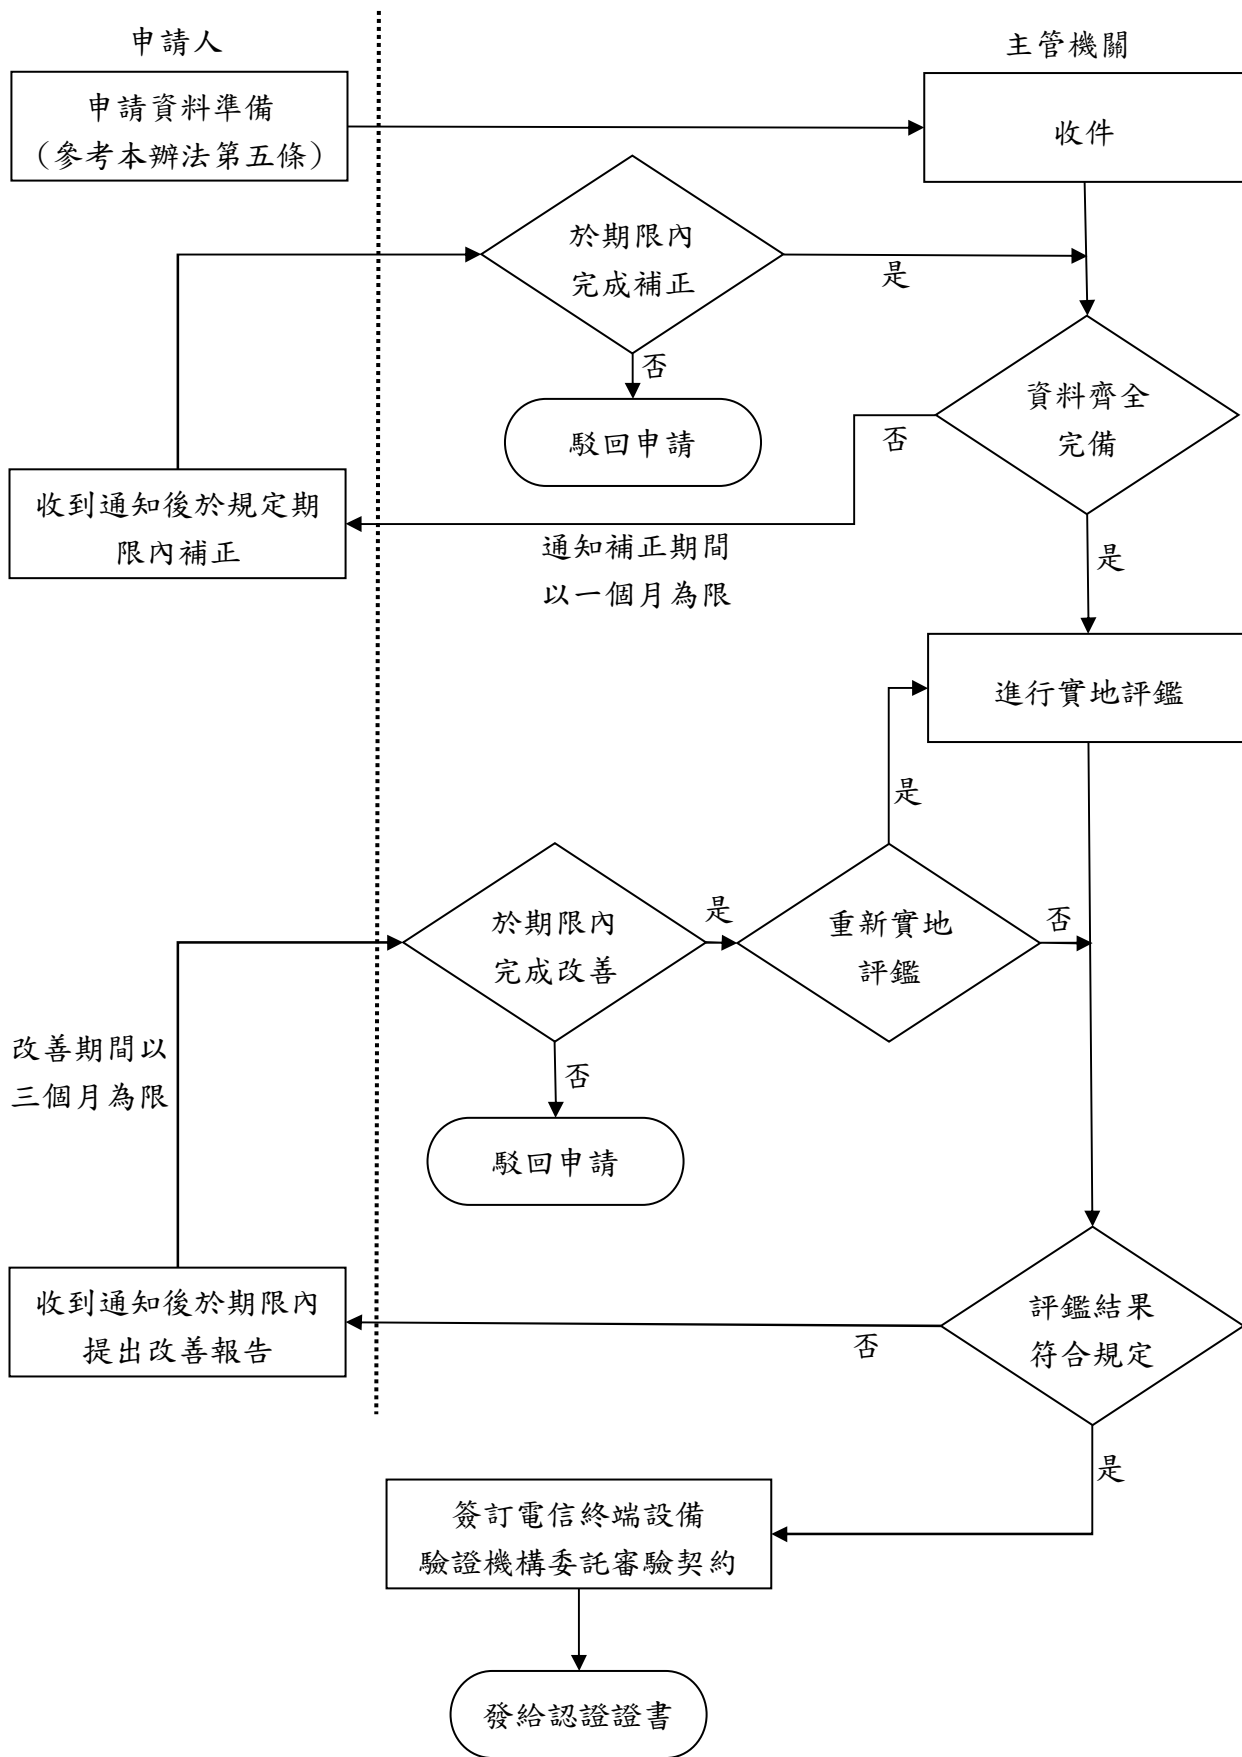 申請人
主管機關
申請資料準備
（參考本辦法第五條）
收件
於期限內
完成補正
是
否
駁回申請
資料齊全
完備
否
是
收到通知後於規定期
限內補正
通知補正期間
以一個月為限
進行實地評鑑
是
於期限內
完成改善
是
重新實地
評鑑
否
改善期間以
三個月為限
否
駁回申請
收到通知後於期限內
提出改善報告
否
評鑑結果
符合規定
是
簽訂電信終端設備
驗證機構委託審驗契約
發給認證證書